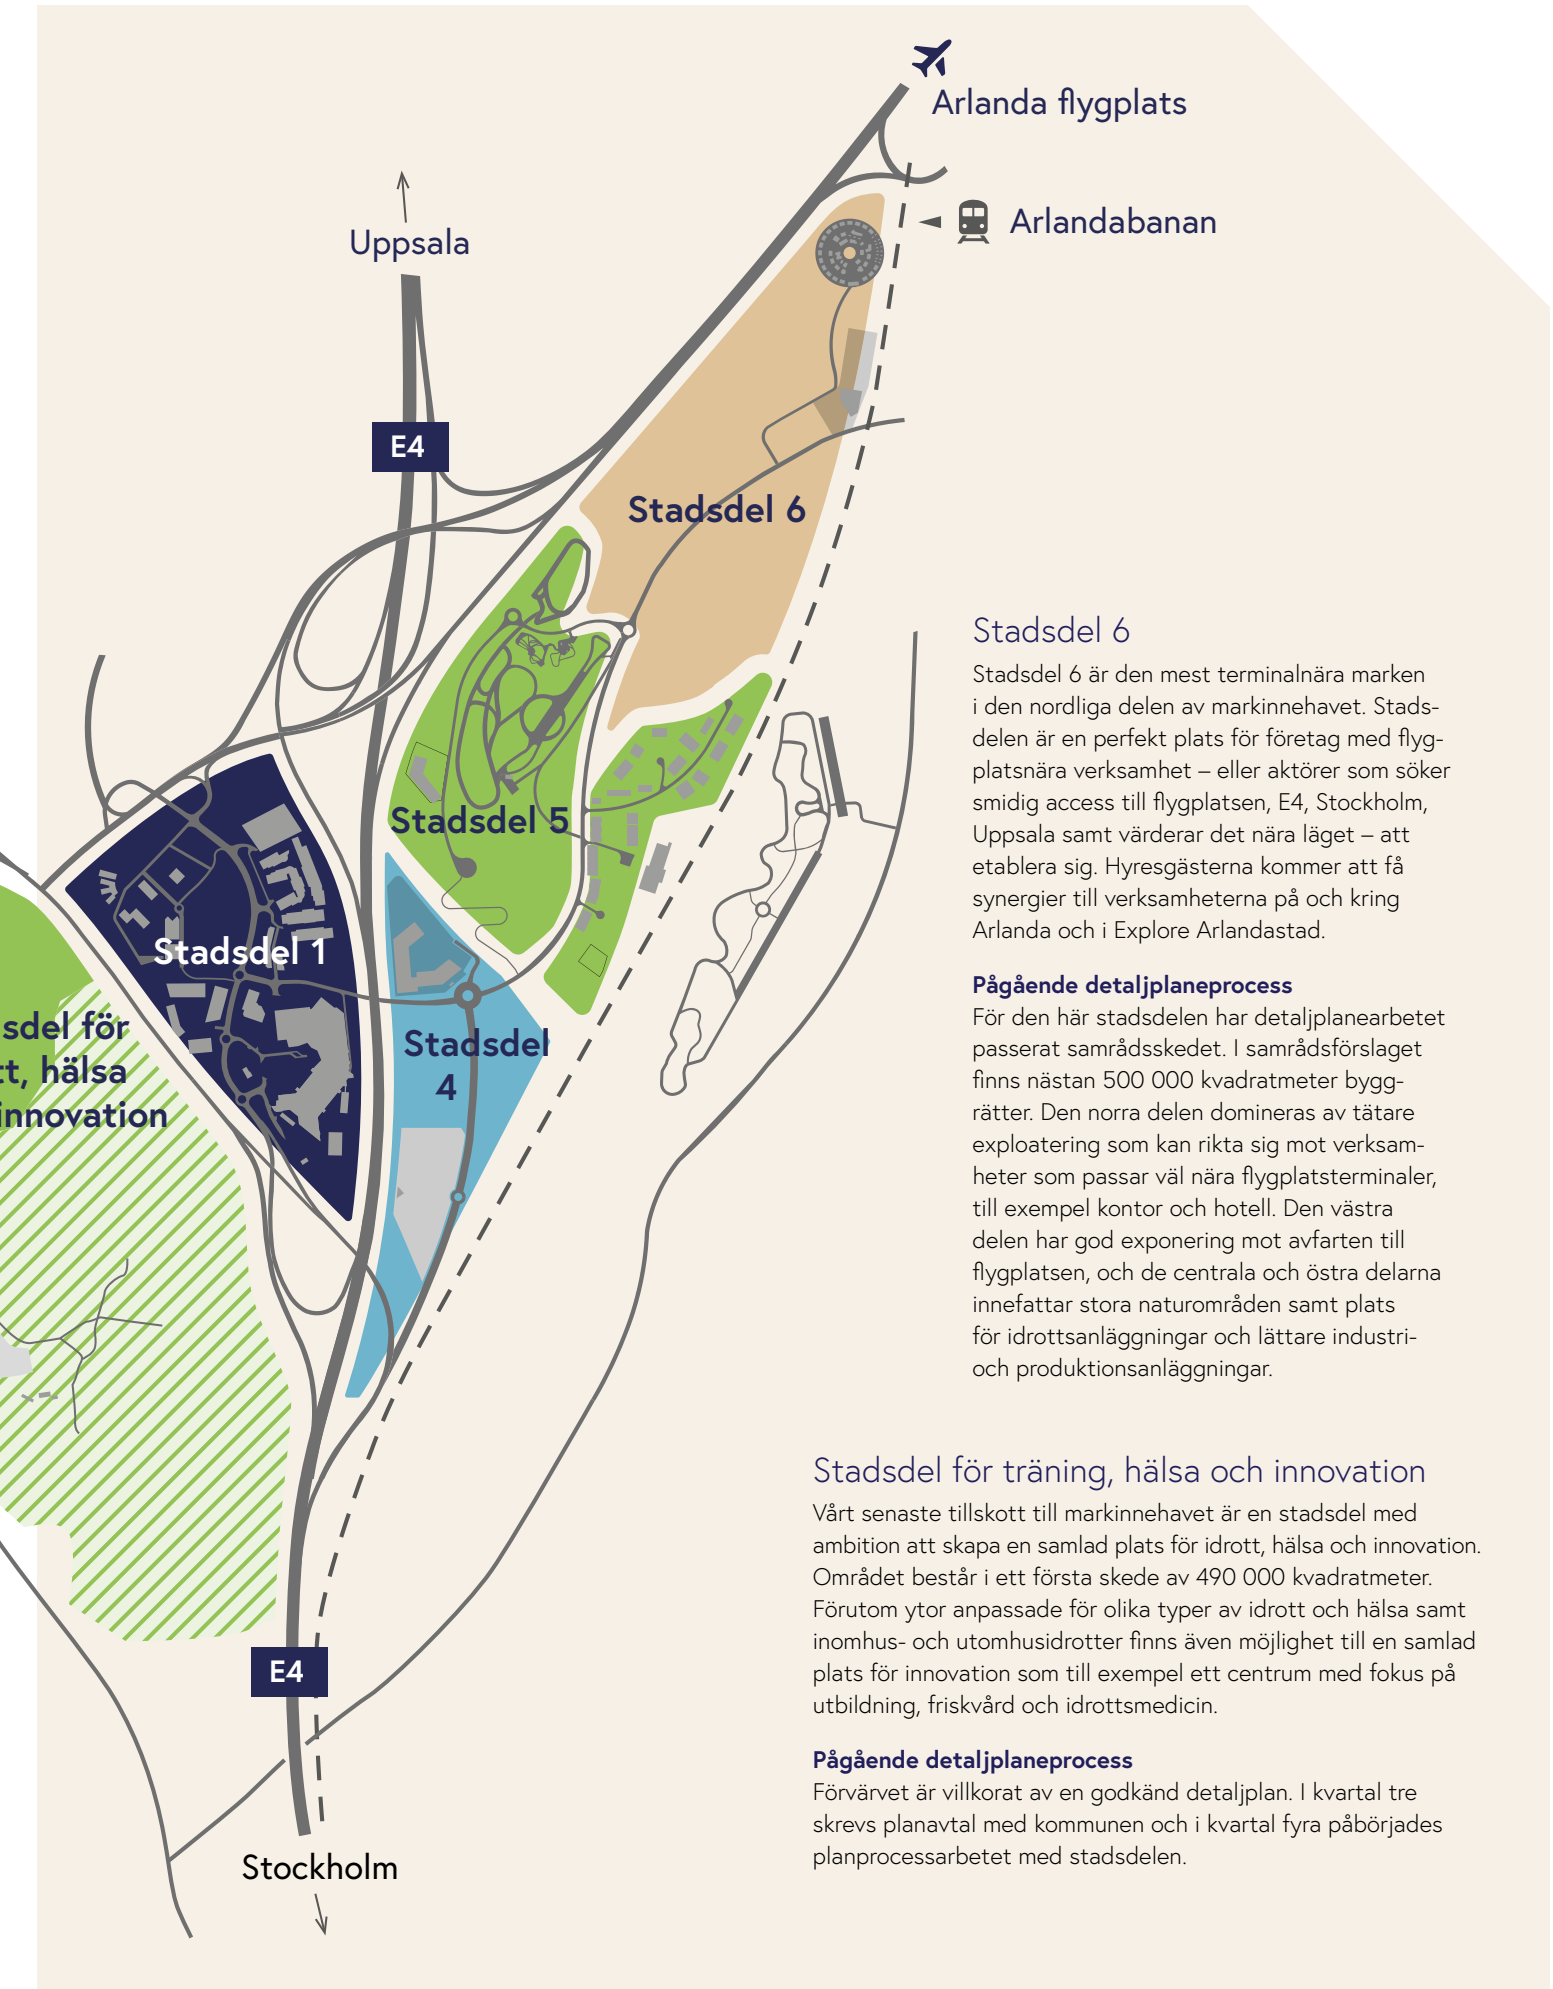 Arlanda flygplats
Arlandabanan
Uppsala
E4
Stadsdel 6
Stadsdel 5
Stadsdel 1
sdel för
tt, hälsa
innovation
Stadsdel
4
E4
Stockholm
Stadsdel 6
Stadsdel 6 är den mest terminalnära marken
i den nordliga delen av markinnehavet. Stads-
delen är en perfekt plats för företag med flyg-
platsnära verksamhet – eller aktörer som söker
smidig access till flygplatsen, E4, Stockholm,
Uppsala samt värderar det nära läget – att
etablera sig. Hyresgästerna kommer att få
synergier till verksamheterna på och kring
Arlanda och i Explore Arlandastad.
Pågående detaljplaneprocess
För den här stadsdelen har detaljplanearbetet
passerat samrådsskedet. I samrådsförslaget
finns nästan 500 000 kvadratmeter bygg-
rätter. Den norra delen domineras av tätare
exploatering som kan rikta sig mot verksam-
heter som passar väl nära flygplatsterminaler,
till exempel kontor och hotell. Den västra
delen har god exponering mot avfarten till
flygplatsen, och de centrala och östra delarna
innefattar stora naturområden samt plats
för idrottsanläggningar och lättare industri-
och produktionsanläggningar.
Stadsdel för träning, hälsa och innovation
Vårt senaste tillskott till markinnehavet är en stadsdel med
ambition att skapa en samlad plats för idrott, hälsa och innovation.
Området består i ett första skede av 490 000 kvadratmeter.
Förutom ytor anpassade för olika typer av idrott och hälsa samt
inomhus- och utomhusidrotter finns även möjlighet till en samlad
plats för innovation som till exempel ett centrum med fokus på
utbildning, friskvård och idrottsmedicin.
Pågående detaljplaneprocess
Förvärvet är villkorat av en godkänd detaljplan. I kvartal tre
skrevs planavtal med kommunen och i kvartal fyra påbörjades
planprocessarbetet med stadsdelen.